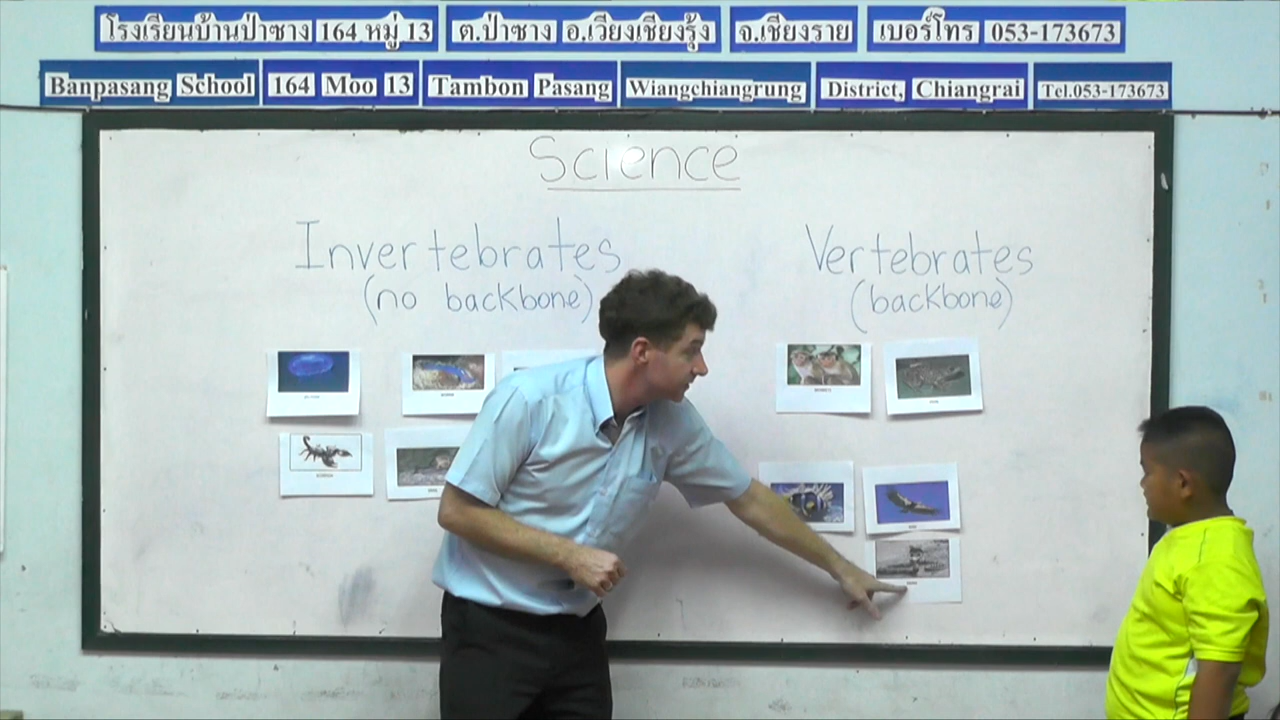 โรงเรียนบ้านป่าซาง 164 หมู่ 13 ต.ป่าซาง อ.เวียงเชียงรุ้ง จ.เชียงราย เบอร์โทร 053-173673
Banpasang School 164 Moo 13 Tambon Pasang Wiangchiangrung District, Chiangrai Tel.053-173673
Science
Invertebrates Vertebrates
(no backbone) (backbone)